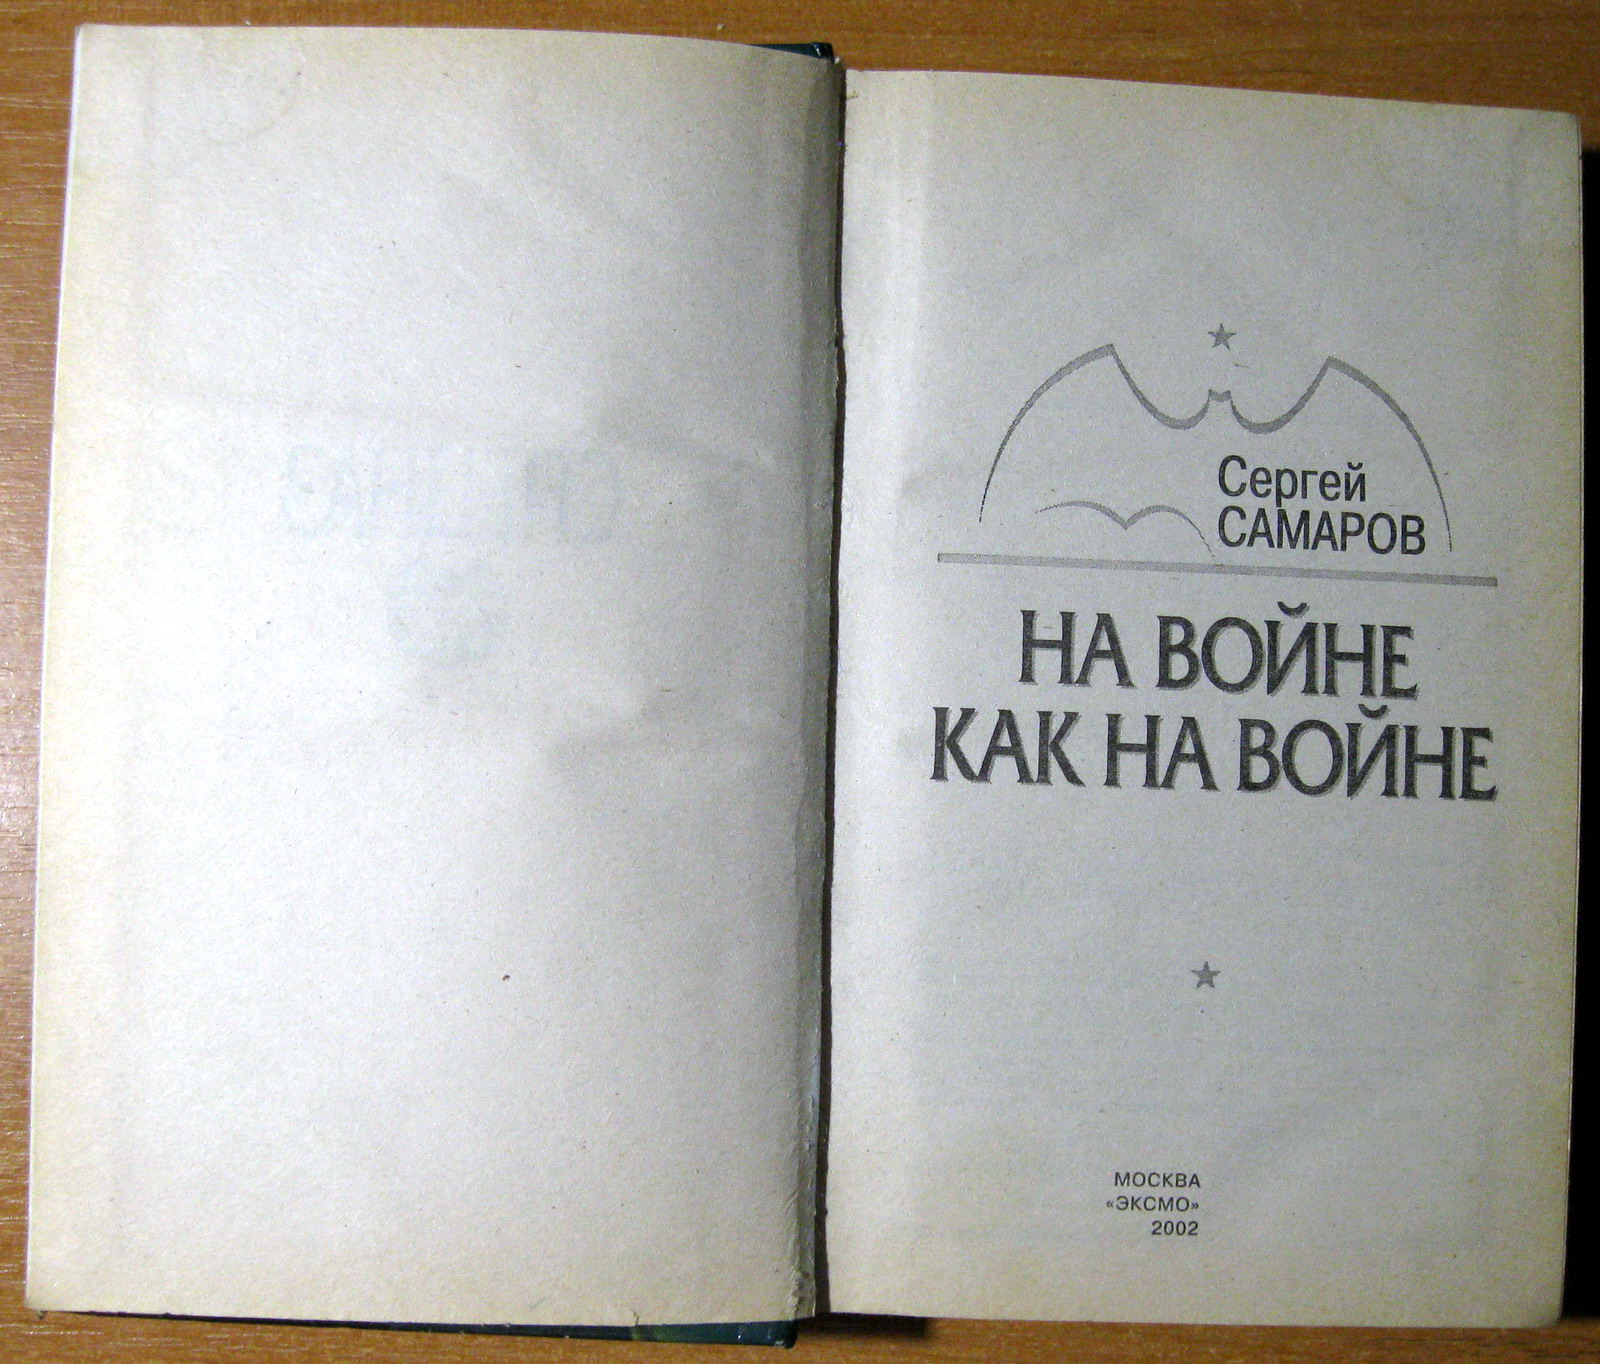 Сергей
САМАРОВ
НА ВОЙНЕ
КАК НА ВОЙНЕ
МОСКВА
«ЭКСМО»
2002